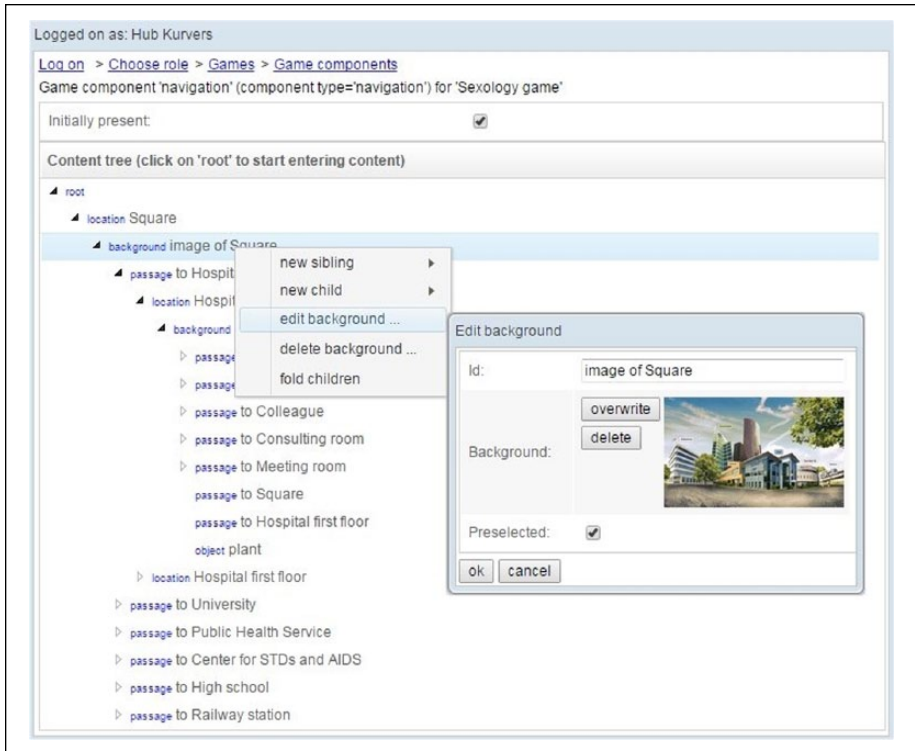 Logged on as: Hub Kurvers
Log on > Choose role > Games > Game components
Game component 'navigation' (component type='navigation') for 'Sexology game'
Initially present:
Content tree (click on 'root' to start entering content)
root
location Square
background image of Square
passage to Hospit
location Hospit
background
passage
passage
passage to Colleague
passage to Consulting room
passage to Meeting room
passage to Square
passage to Hospital first floor
object plant
location Hospital first floor
passage to University
passage to Public Health Service
passage to Center for STDs and AIDS
passage to High school
passage to Railway station
new sibling
new child
edit background ...
delete background ...
fold children
Edit background
Id: image of Square
Background:
overwrite
delete
Preselected:
ok cancel